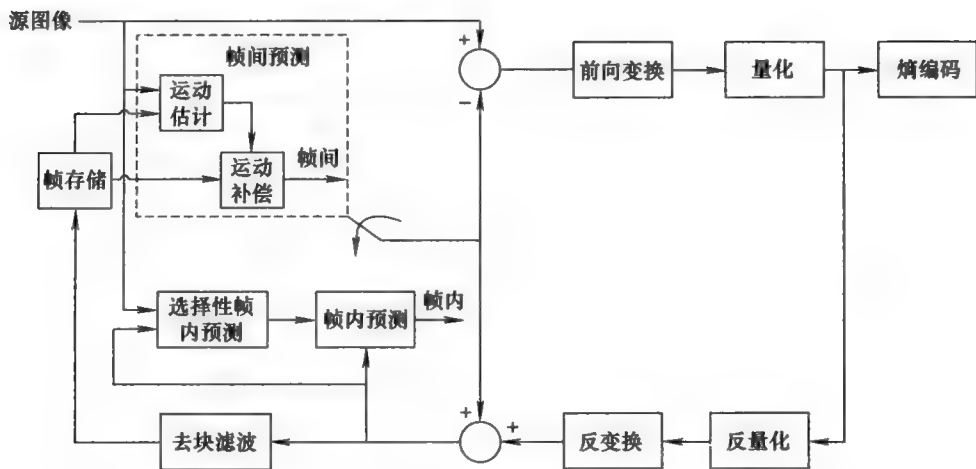 源图像
+
帧间预测
前向变换
量化
熵编码
运动
估计
−
帧间
帧存储
运动
补偿
选择性帧
内预测
帧内预测
帧内
+
+
去块滤波
反变换
反量化